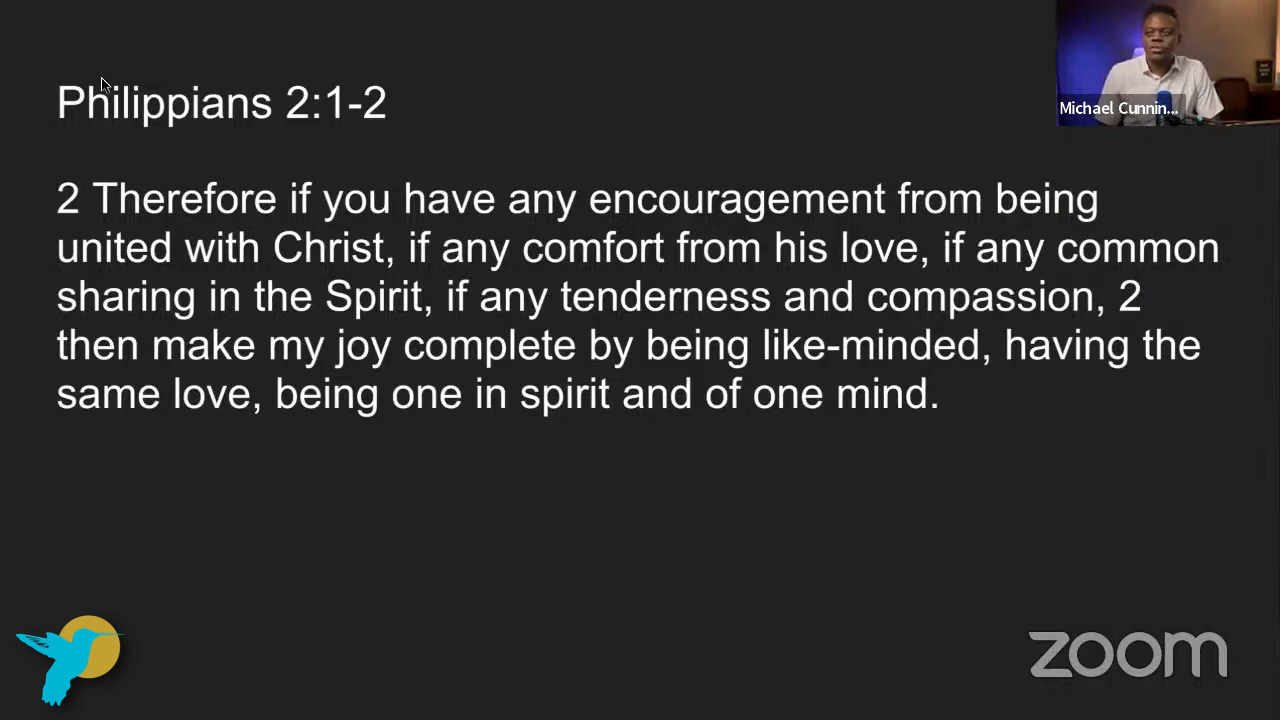 Philippians 2:1-2
Michael Cunnin...
2 Therefore if you have any encouragement from being
united with Christ, if any comfort from his love, if any common
sharing in the Spirit, if any tenderness and compassion, 2
then make my joy complete by being like-minded, having the
same love, being one in spirit and of one mind.
zoom